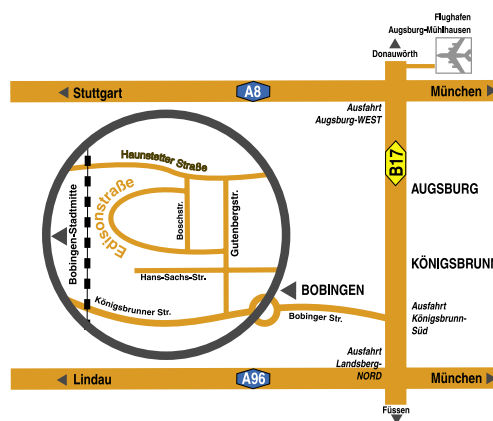 Flughafen
Augsburg-Mühlhausen
Donauwörth
Stuttgart
A8
München
Ausfahrt
Augsburg-WEST
B17
Haunstetter Straße
Edisonstraße
Boschstr.
Gutenbergstr.
Bobingen-Stadtmitte
AUGSBURG
Hans-Sachs-Str.
KÖNIGSBRUNN
BOBINGEN
Königsbrunner Str.
Bobinger Str.
Ausfahrt
Königsbrunn-
Süd
Ausfahrt
Landsberg-
NORD
Lindau
A96
München
Füssen